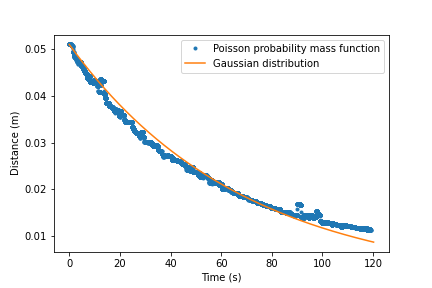 Poisson probability mass function
Gaussian distribution
0.05
0.04
0.03
0.02
0.01
Distance (m)
0 20 40 60 80 100 120
Time (s)